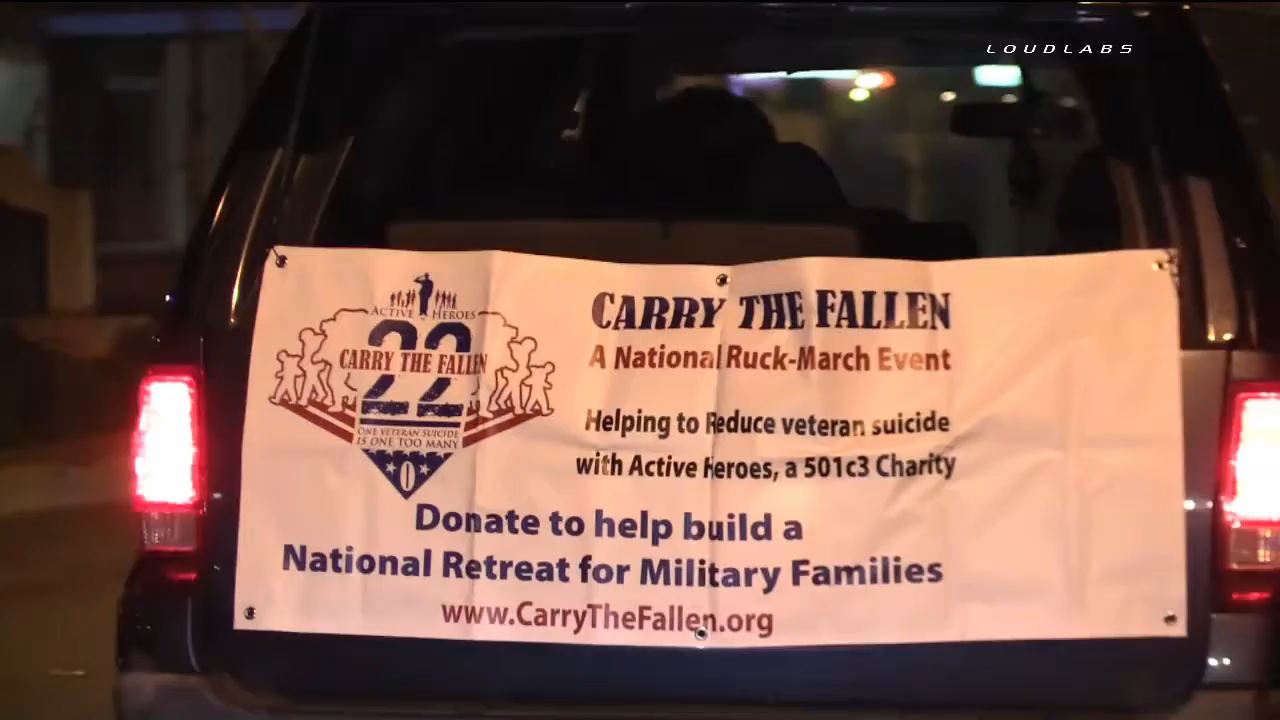 LOUDLABS
ACTIVE HEROES
22
CARRY THE FALLEN
ONE VETERAN SUICIDE
IS ONE TOO MANY
0
CARRY THE FALLEN
A National Ruck-March Event
Helping to Reduce veteran suicide
with Active Heroes, a 501c3 Charity
Donate to help build a
National Retreat for Military Families
www.CarryTheFallen.org